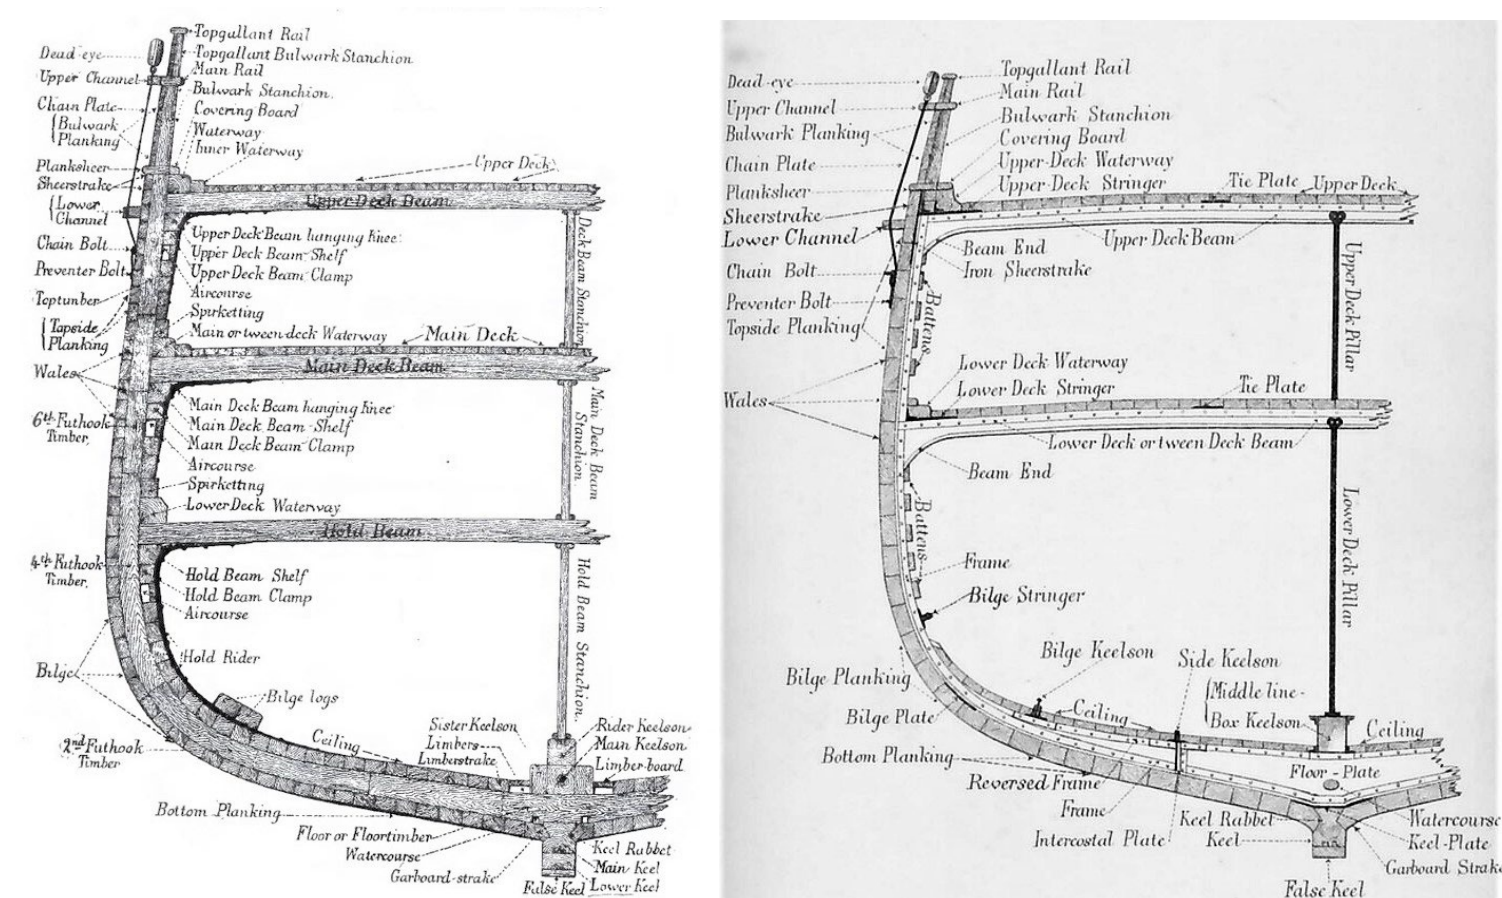 Topgallant Rail
Dead-eye
Topgallant Bulwark Stanchion
Upper Channel
Main Rail
Bulwark Stanchion
Chain Plate
Covering Board
Bulwark
Planking
Waterway
Inner Waterway
Planksheer
Upper Deck
Sheerstrake
Upper Deck Beam
Lower
Channel
Deck Beam Stanchion
Upper Deck Beam hanging Knee
Chain Bolt
Upper Deck Beam Shelf
Preventer Bolt
Upper Deck Beam Clamp
Aircourse
Toptimber
Spirketting
Topside
Planking
Main or tween deck Waterway
Main Deck
Wales
Main Deck Beam
Main Deck Beam
Stanchion
Main Deck Beam hanging Knee
6th Futhook
Timber.
Main Deck Beam Shelf
Main Deck Beam Clamp
Aircourse
Spirketting
Lower Deck Waterway
Hold Beam
4th Futhook
Timber.
Hold Beam Shelf
Hold Beam Clamp
Aircourse
Hold Beam Stanchion.
Hold Rider
Bilge
Bilge logs
2nd Futhook
Timber
Ceiling
Sister Keelson
Limbers
Limberstrake
Rider Keelson
Main Keelson
Limber-board
Bottom Planking
Floor or Floortimber
Watercourse
Garboard-strake
Keel Rabbet
Main Keel
False Keel
Lower Keel
Dead-eye
Topgallant Rail
Upper Channel
Main Rail
Bulwark Planking
Bulwark Stanchion
Covering Board
Chain Plate
Upper-Deck Waterway
Planksheer
Upper-Deck Stringer
Tie Plate
Upper Deck
Sheerstrake
Lower Channel
Beam End
Upper Deck Beam
Chain Bolt
Iron Sheerstrake
Preventer Bolt
Battens
Upper Deck Pillar
Topside Planking
Lower Deck Waterway
Lower Deck Stringer
Tie Plate
Wales
Lower Deck or tween Deck Beam
Beam End
Battens
Lower Deck Pillar
Frame
Bilge Stringer
Bilge Keelson
Side Keelson
Bilge Planking
Middle line-
Box Keelson
Bilge Plate
Ceiling
Ceiling
Bottom Planking
Floor-Plate
Reversed Frame
Frame
Intercostal Plate
Keel Rabbet
Keel
Watercourse
Keel-Plate
Garboard Strake
False Keel